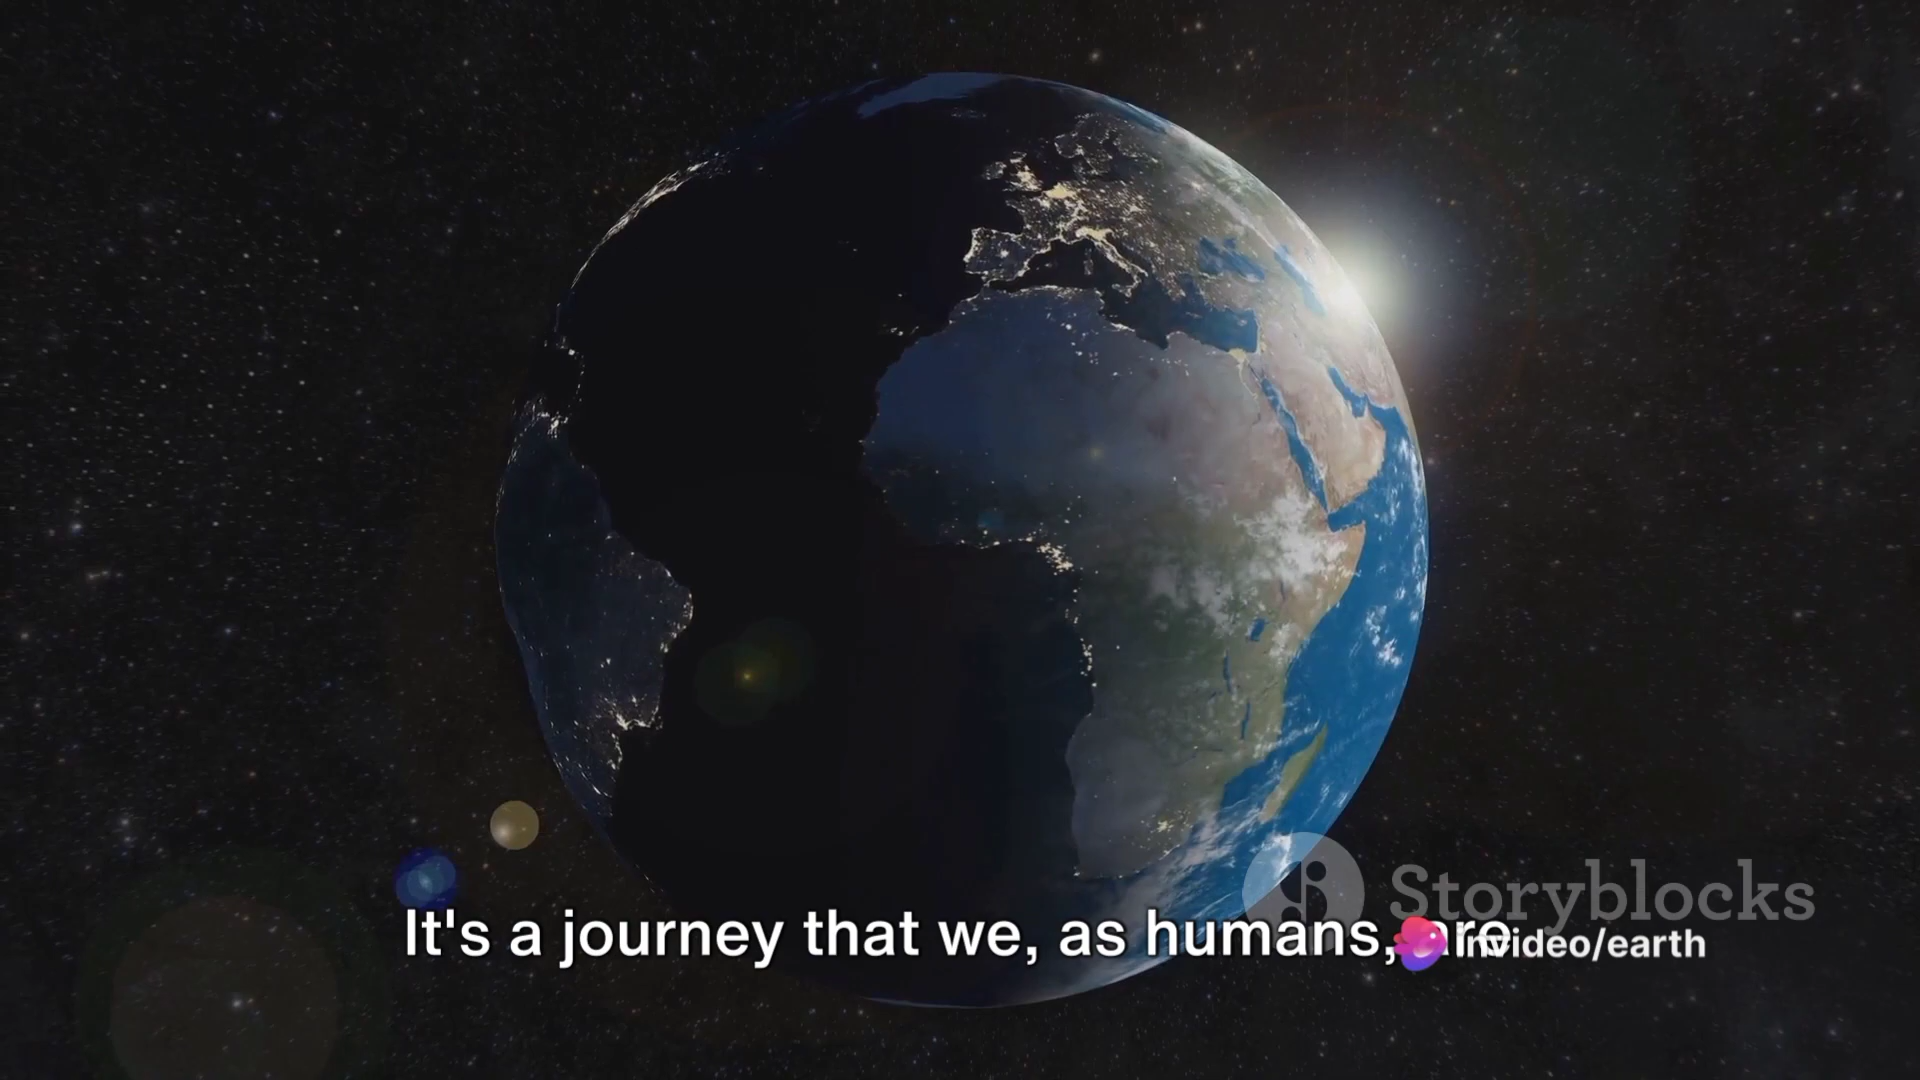 Storyblocks
It's a journey that we, as humans, are
invideo/earth